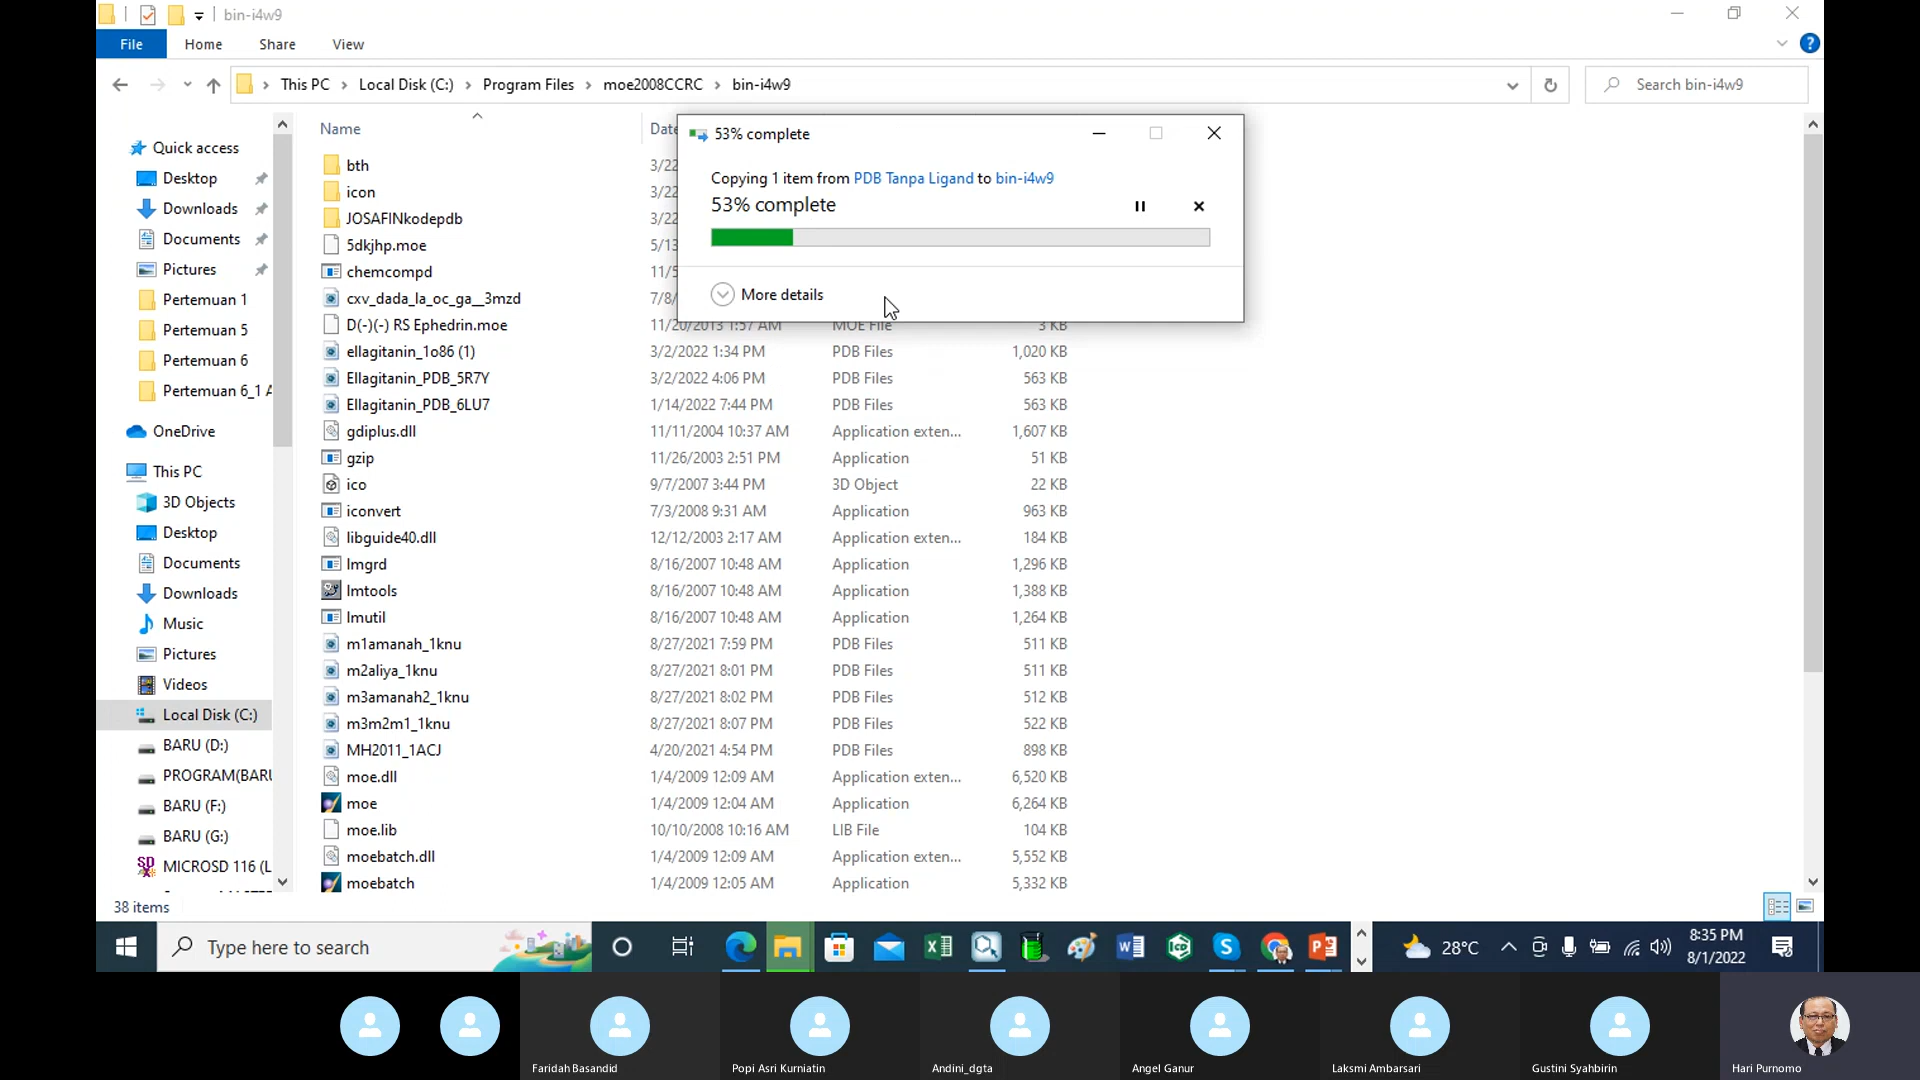 bin-i4w9
File Home Share View
This PC Local Disk (C:) Program Files moe2008CCRC bin-i4w9
Search bin-i4w9
Name Date
53% complete
Copying 1 item from PDB Tanpa Ligand to bin-i4w9
53% complete
More details
Quick access
Desktop
Downloads
Documents
Pictures
Pertemuan 1
Pertemuan 5
Pertemuan 6
Pertemuan 6_1 A
OneDrive
This PC
3D Objects
Desktop
Documents
Downloads
Music
Pictures
Videos
Local Disk (C:)
BARU (D:)
PROGRAM(BARU
BARU (F:)
BARU (G:)
MICROSD 116 (L
bth 3/22
icon 3/22
JOSAFINkodepdb 3/22
5dkjhp.moe 5/13
chemcompd 11/5
cxv_dada_la_oc_ga__3mzd 7/8/
D(-)(-) RS Ephedrin.moe 11/20/2013 1:57 AM MOE File 3 KB
ellagitanin_1o86 (1) 3/2/2022 1:34 PM PDB Files 1,020 KB
Ellagitanin_PDB_5R7Y 3/2/2022 4:06 PM PDB Files 563 KB
Ellagitanin_PDB_6LU7 1/14/2022 7:44 PM PDB Files 563 KB
gdiplus.dll 11/11/2004 10:37 AM Application exten... 1,607 KB
gzip 11/26/2003 2:51 PM Application 51 KB
ico 9/7/2007 3:44 PM 3D Object 22 KB
iconvert 7/3/2008 9:31 AM Application 963 KB
libguide40.dll 12/12/2003 2:17 AM Application exten... 184 KB
lmgrd 8/16/2007 10:48 AM Application 1,296 KB
lmtools 8/16/2007 10:48 AM Application 1,388 KB
lmutil 8/16/2007 10:48 AM Application 1,264 KB
m1amanah_1knu 8/27/2021 7:59 PM PDB Files 511 KB
m2aliya_1knu 8/27/2021 8:01 PM PDB Files 511 KB
m3amanah2_1knu 8/27/2021 8:02 PM PDB Files 512 KB
m3m2m1_1knu 8/27/2021 8:07 PM PDB Files 522 KB
MH2011_1ACJ 4/20/2021 4:54 PM PDB Files 898 KB
moe.dll 1/4/2009 12:09 AM Application exten... 6,520 KB
moe 1/4/2009 12:04 AM Application 6,264 KB
moe.lib 10/10/2008 10:16 AM LIB File 104 KB
moebatch.dll 1/4/2009 12:09 AM Application exten... 5,552 KB
moebatch 1/4/2009 12:05 AM Application 5,332 KB
38 items
Type here to search
28°C
8:35 PM
8/1/2022
Faridah Basandid Popi Asri Kurniatin Andini_dgta Angel Ganur Laksmi Ambarsari Gustini Syahbirin Hari Purnomo